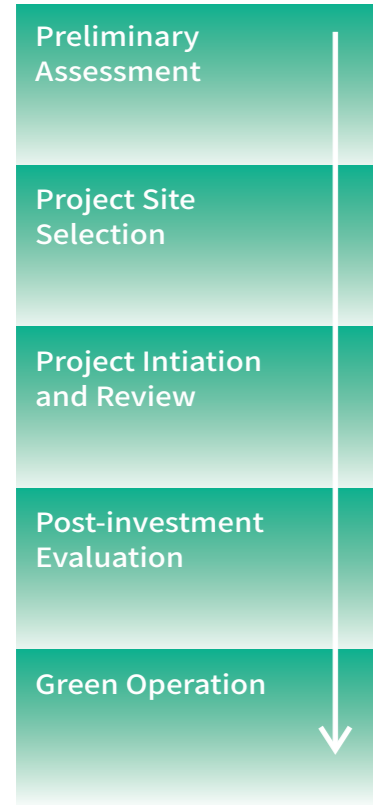 Preliminary
Assessment
Project Site
Selection
Project Intiation
and Review
Post-investment
Evaluation
Green Operation